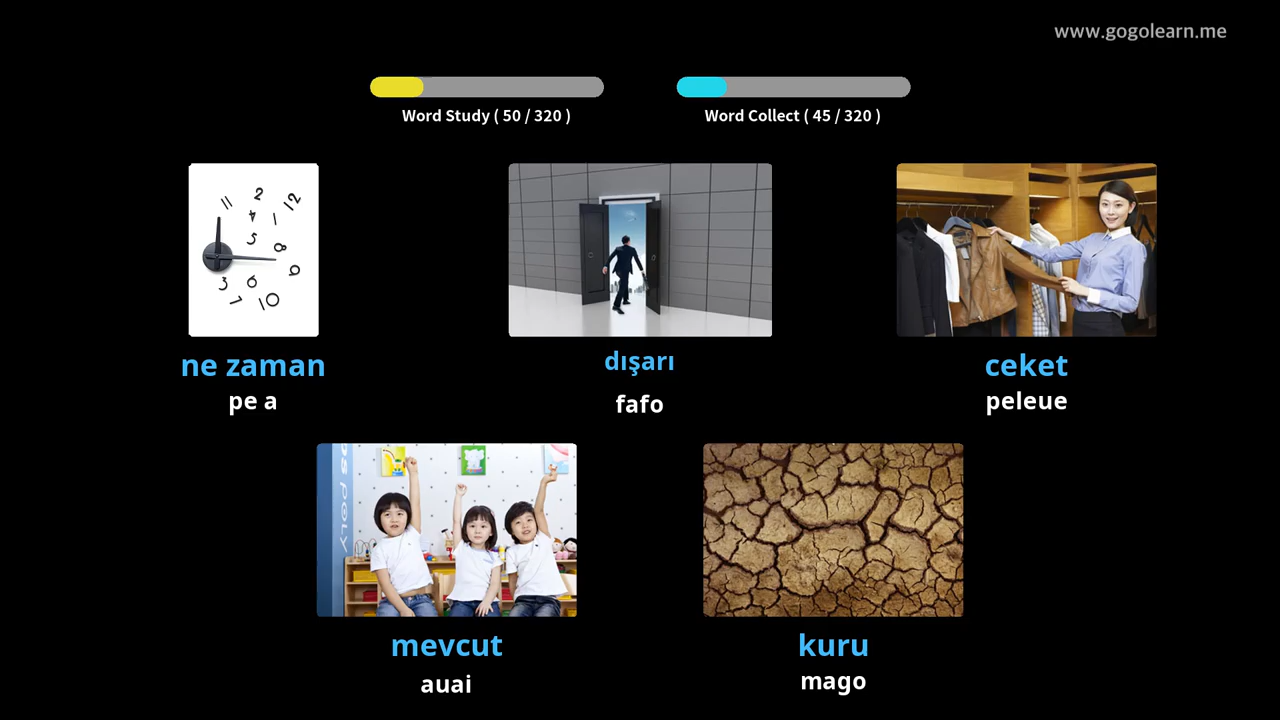 www.gogolearn.me
Word Study ( 50 / 320 )
Word Collect ( 45 / 320 )
ne zaman
pe a
dışarı
fafo
ceket
peleue
mevcut
auai
kuru
mago